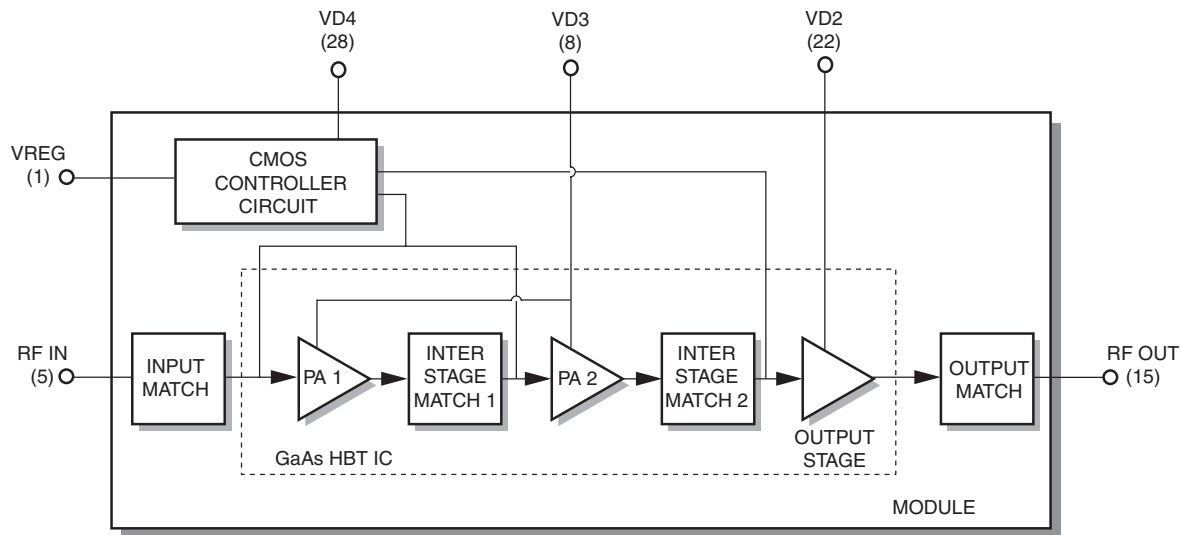 VD4
(28)
VD3
(8)
VD2
(22)
VREG
(1)
CMOS
CONTROLLER
CIRCUIT
RF IN
(5)
INPUT
MATCH
PA 1
INTER
STAGE
MATCH 1
PA 2
INTER
STAGE
MATCH 2
OUTPUT
STAGE
OUTPUT
MATCH
RF OUT
(15)
GaAs HBT IC
MODULE